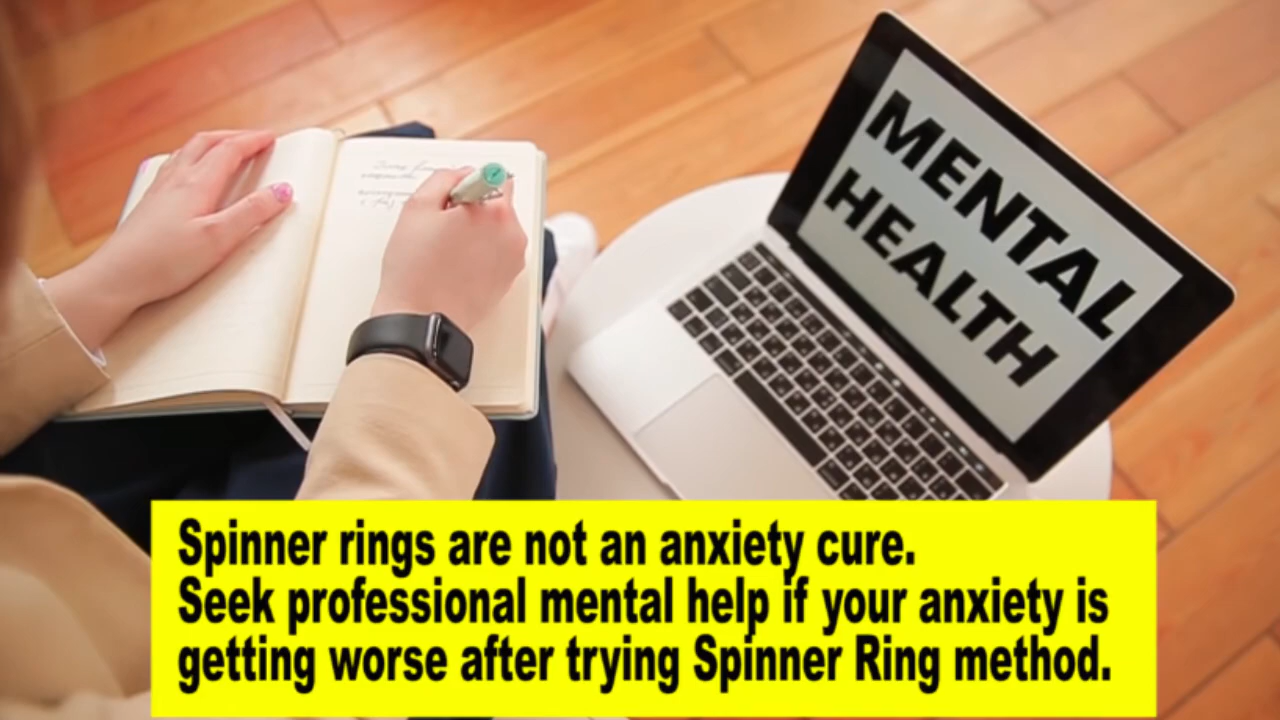 MENTAL
HEALTH
Spinner rings are not an anxiety cure.
Seek professional mental help if your anxiety is
getting worse after trying Spinner Ring method.